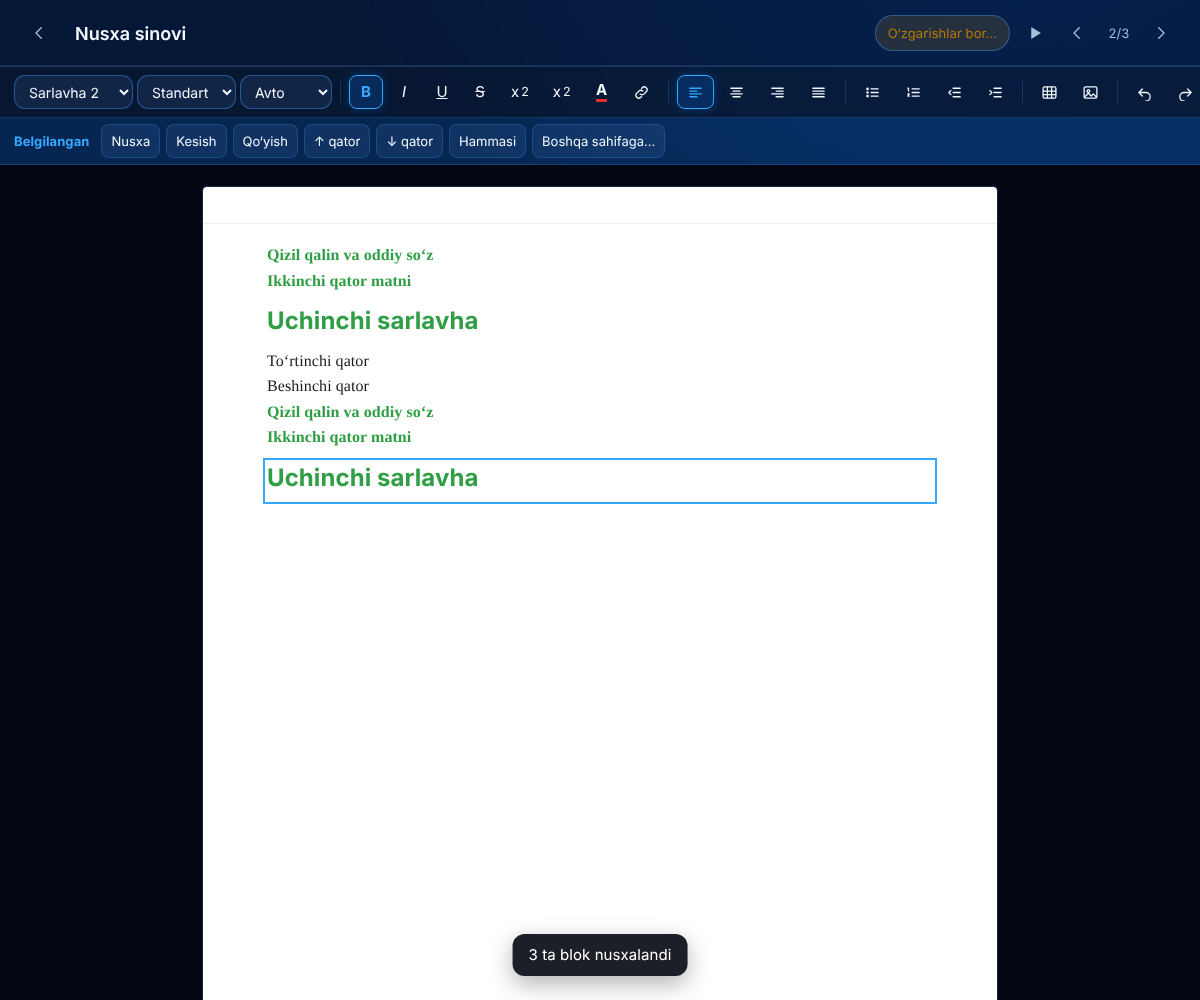 Nusxa sinovi
O‘zgarishlar bor...
2/3
Sarlavha 2
Standart
Avto
B I U S x2 x2 A
Belgilangan
Nusxa
Kesish
Qo‘yish
↑ qator
↓ qator
Hammasi
Boshqa sahifaga...
Qizil qalin va oddiy so‘z
Ikkinchi qator matni
Uchinchi sarlavha
To‘rtinchi qator
Beshinchi qator
Qizil qalin va oddiy so‘z
Ikkinchi qator matni
Uchinchi sarlavha
3 ta blok nusxalandi